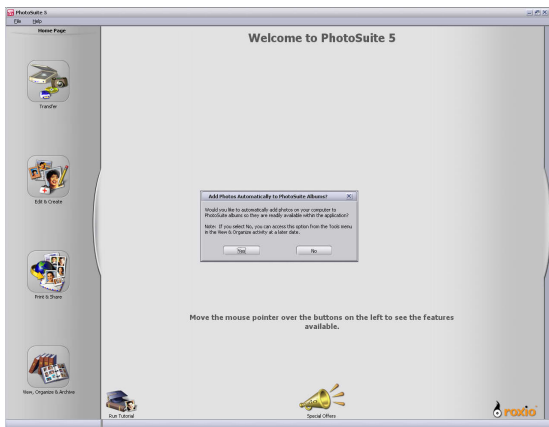 PhotoSuite 5
File Help
Home Page
Welcome to PhotoSuite 5
Transfer
Edit & Create
Add Photos Automatically to PhotoSuite Albums?
Would you like to automatically add photos on your computer to
PhotoSuite albums so they are readily available within the application?
Note: If you select No, you can access this option from the Tools menu
in the View & Organize activity at a later date.
Yes No
Print & Share
Move the mouse pointer over the buttons on the left to see the features
available.
View, Organize & Archive
Run Tutorial
Special Offers
roxio